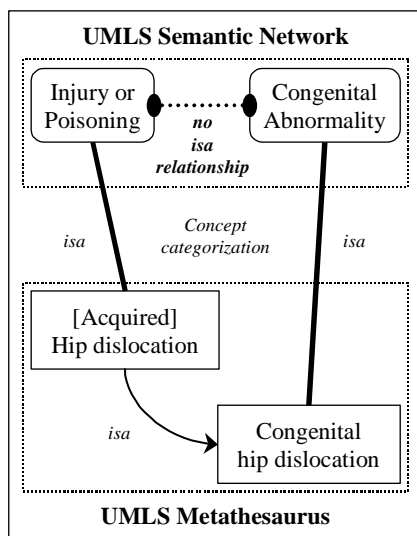 UMLS Semantic Network
Injury or
Poisoning
Congenital
Abnormality
no
isa
relationship
Concept
categorization
isa
isa
[Acquired]
Hip dislocation
isa
Congenital
hip dislocation
UMLS Metathesaurus